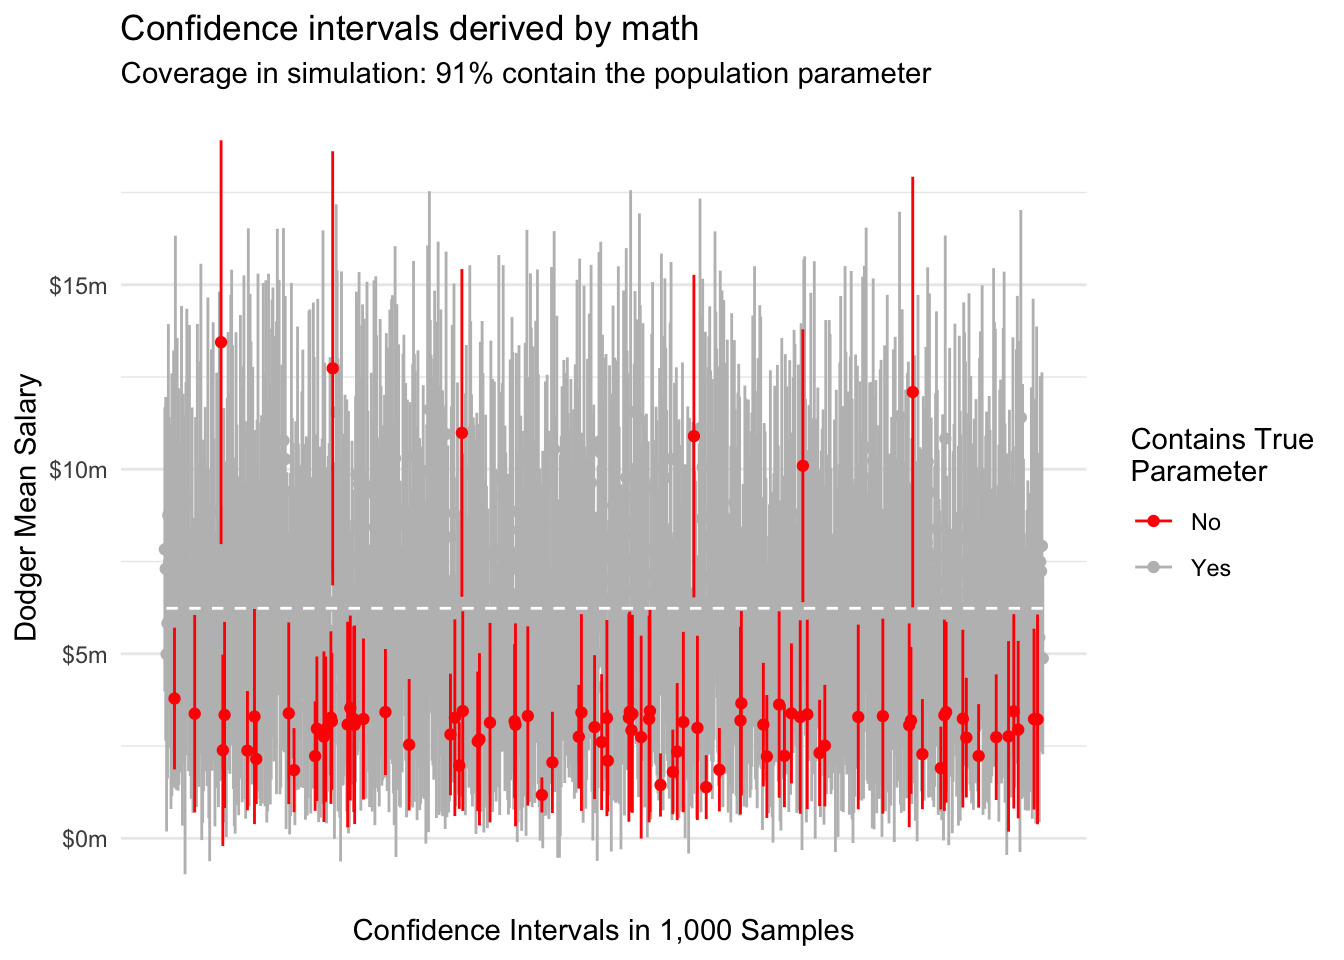 Confidence intervals derived by math
Coverage in simulation: 91% contain the population parameter
Dodger Mean Salary
$15m
$10m
$5m
$0m
Confidence Intervals in 1,000 Samples
Contains True
Parameter
No
Yes